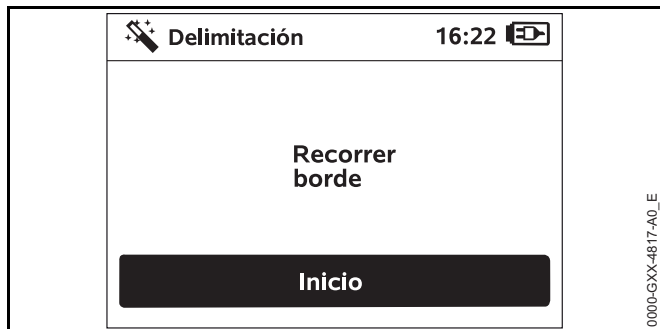 Delimitación 16:22
Recorrer
borde
Inicio
0000-GXX-4817-A0_E